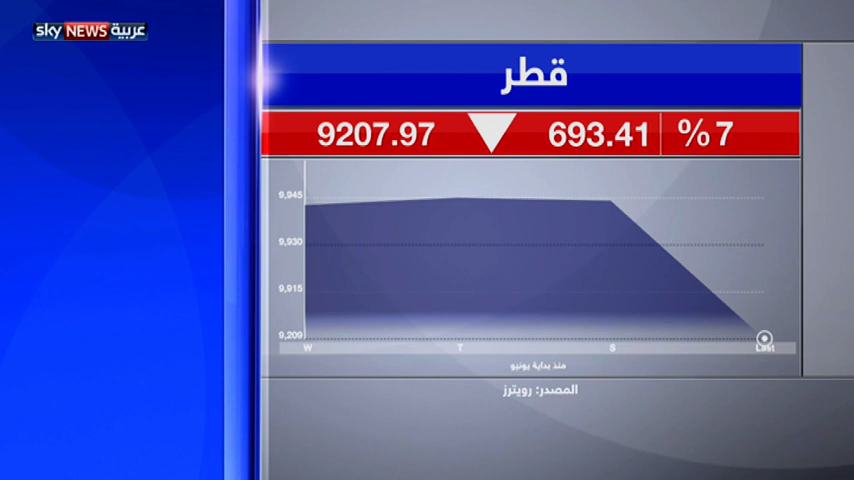 sky NEWS عربية
قطر
9207.97 693.41 % 7
9,945
9,930
9,915
9,209
W T S Last
منذ بداية يونيو
المصدر: رويترز